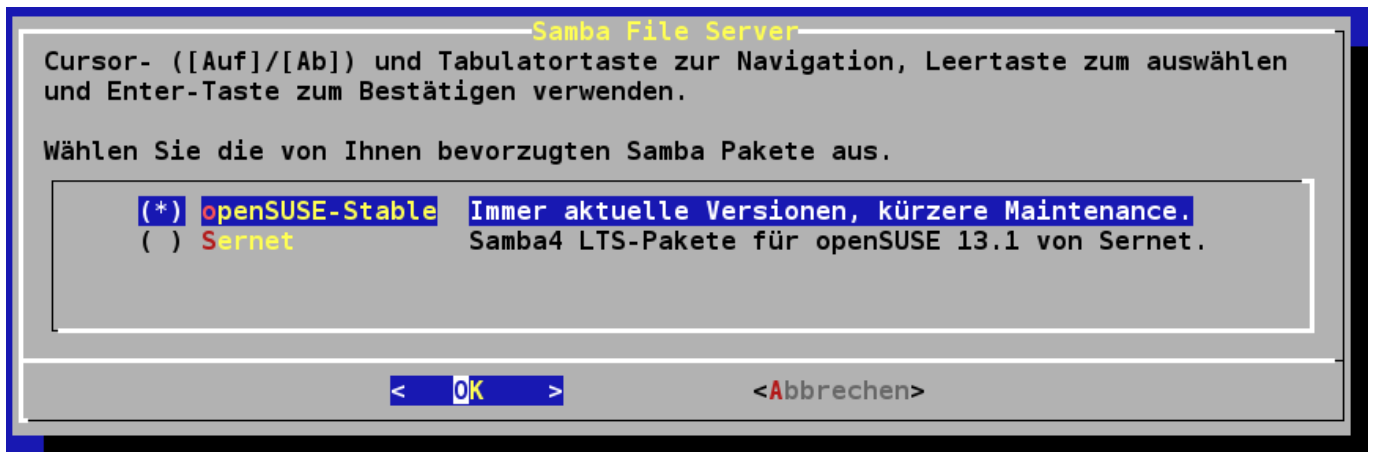 Samba File Server
Cursor- ([Auf]/[Ab]) und Tabulatortaste zur Navigation, Leertaste zum auswählen
und Enter-Taste zum Bestätigen verwenden.
Wählen Sie die von Ihnen bevorzugten Samba Pakete aus.
(*) openSUSE-Stable Immer aktuelle Versionen, kürzere Maintenance.
( ) Sernet Samba4 LTS-Pakete für openSUSE 13.1 von Sernet.
< OK > <Abbrechen>